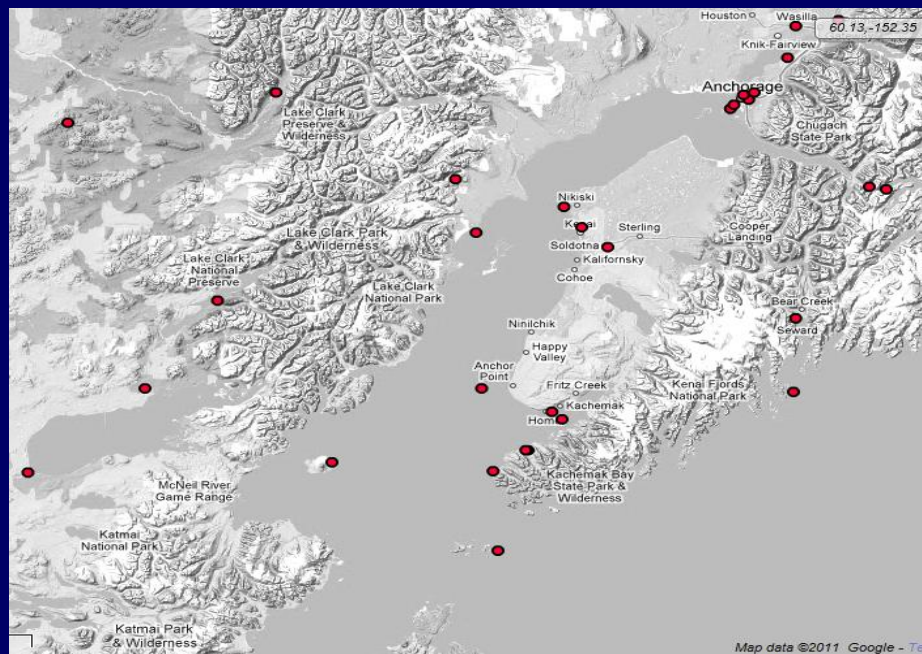 Houston
Wasilla
60.13,-152.35
Knik-Fairview
Anchorage
Lake Clark
Preserve &
Wilderness
Chugach
State Park
Nikiski
Kenai
Sterling
Cooper
Landing
Lake Clark Park
& Wilderness
Soldotna
Kalifornsky
Lake Clark
National
Preserve
Cohoe
Lake Clark
National Park
Bear Creek
Ninilchik
Seward
Happy
Valley
Anchor
Point
Fritz Creek
Kenai Fjords
National Park
Kachemak
Kachemak Bay
State Park &
Wilderness
McNeil River
Game Range
Katmai
National Park
Katmai Park
& Wilderness
Map data ©2011 Google -